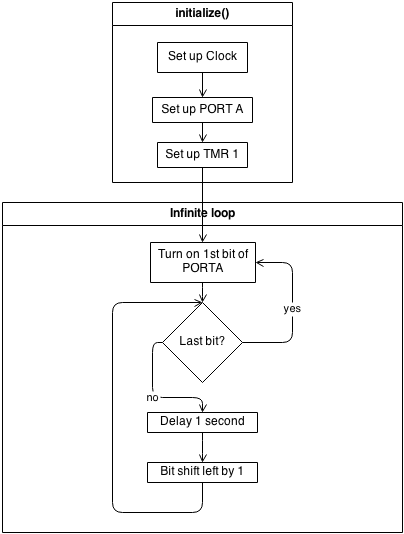 initialize()
Set up Clock
Set up PORT A
Set up TMR 1
Infinite loop
Turn on 1st bit of
PORTA
Last bit?
yes
no
Delay 1 second
Bit shift left by 1